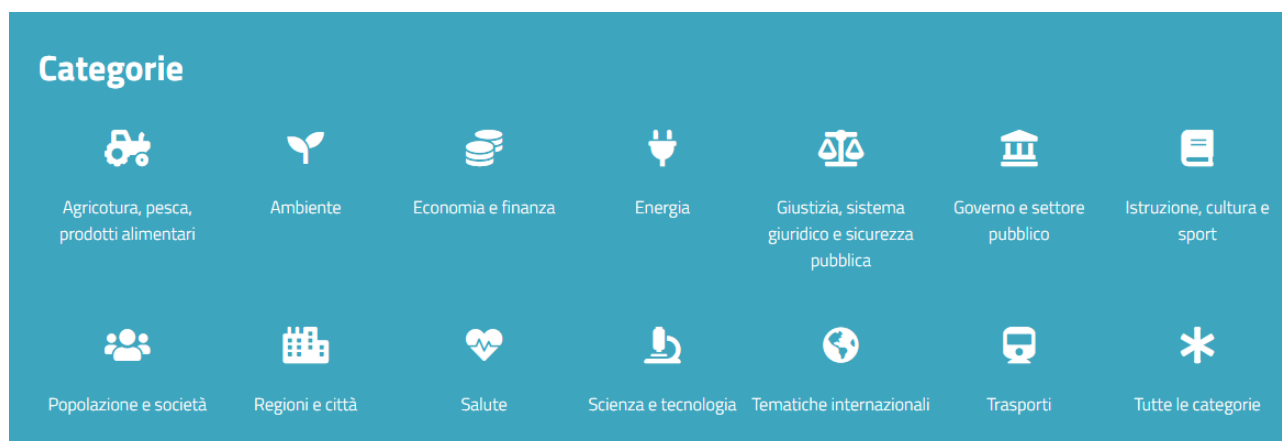 Categorie
Agricotura, pesca,
prodotti alimentari
Ambiente
Economia e finanza
Energia
Giustizia, sistema
giuridico e sicurezza
pubblica
Governo e settore
pubblico
Istruzione, cultura e
sport
Popolazione e società
Regioni e città
Salute
Scienza e tecnologia
Tematiche internazionali
Trasporti
Tutte le categorie